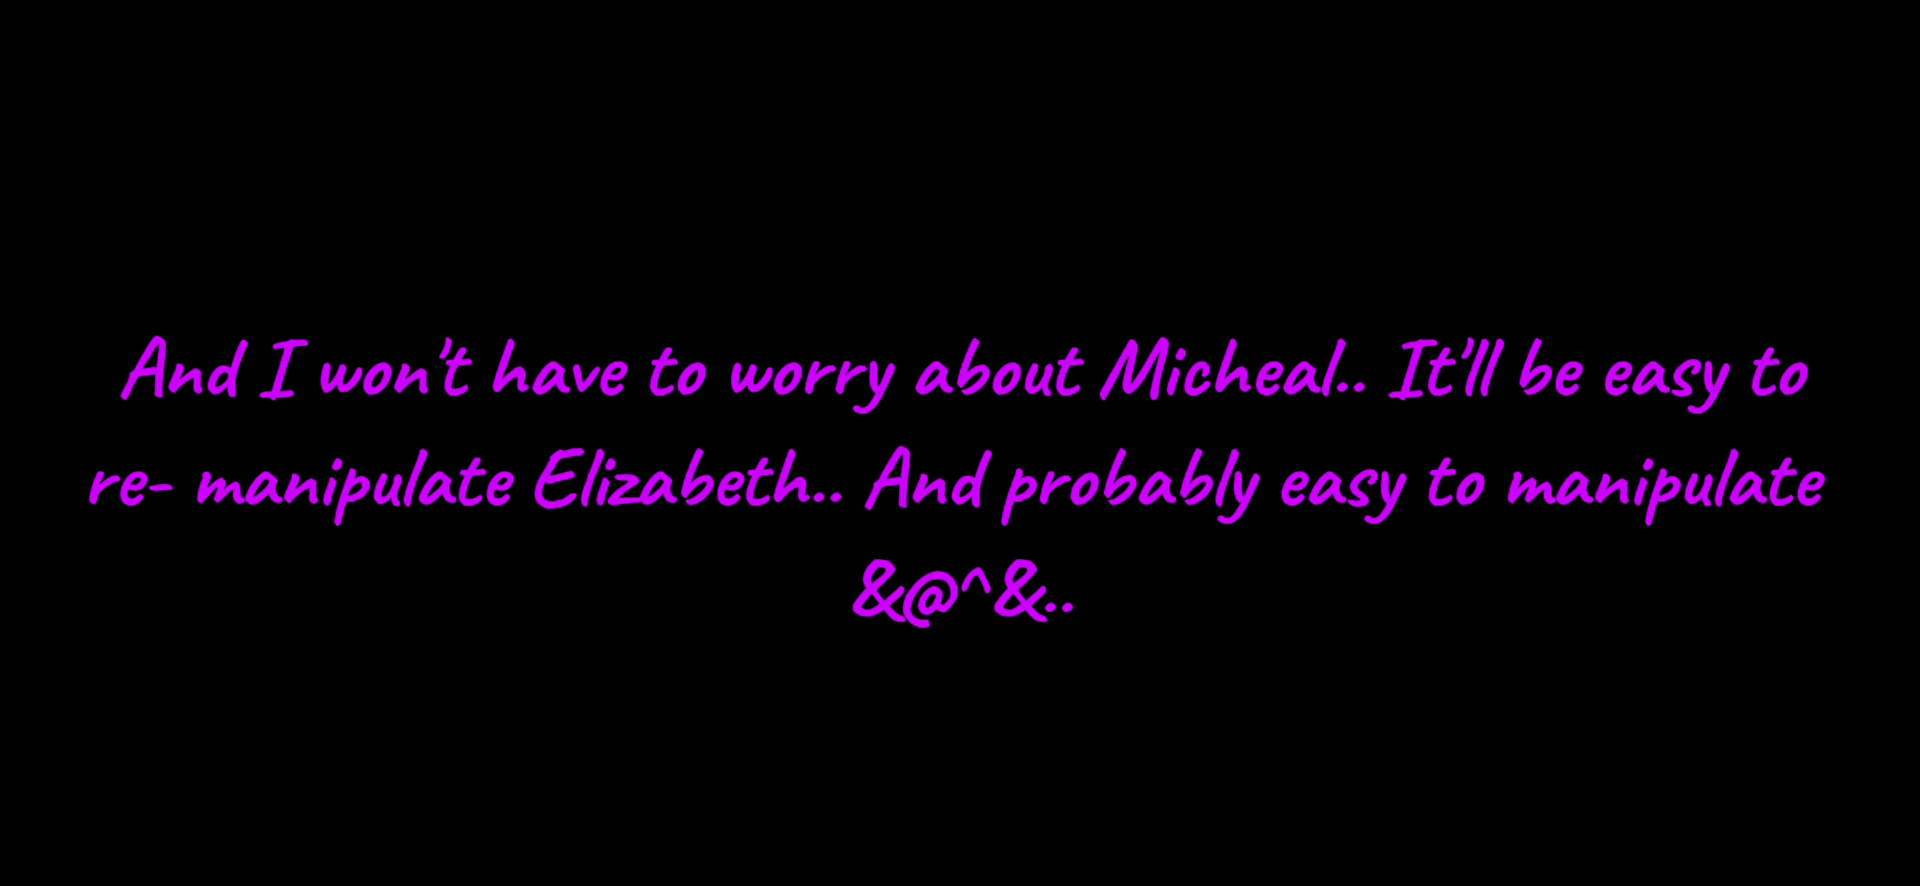 And I won't have to worry about Micheal.. It'll be easy to
re- manipulate Elizabeth.. And probably easy to manipulate
&@^&..